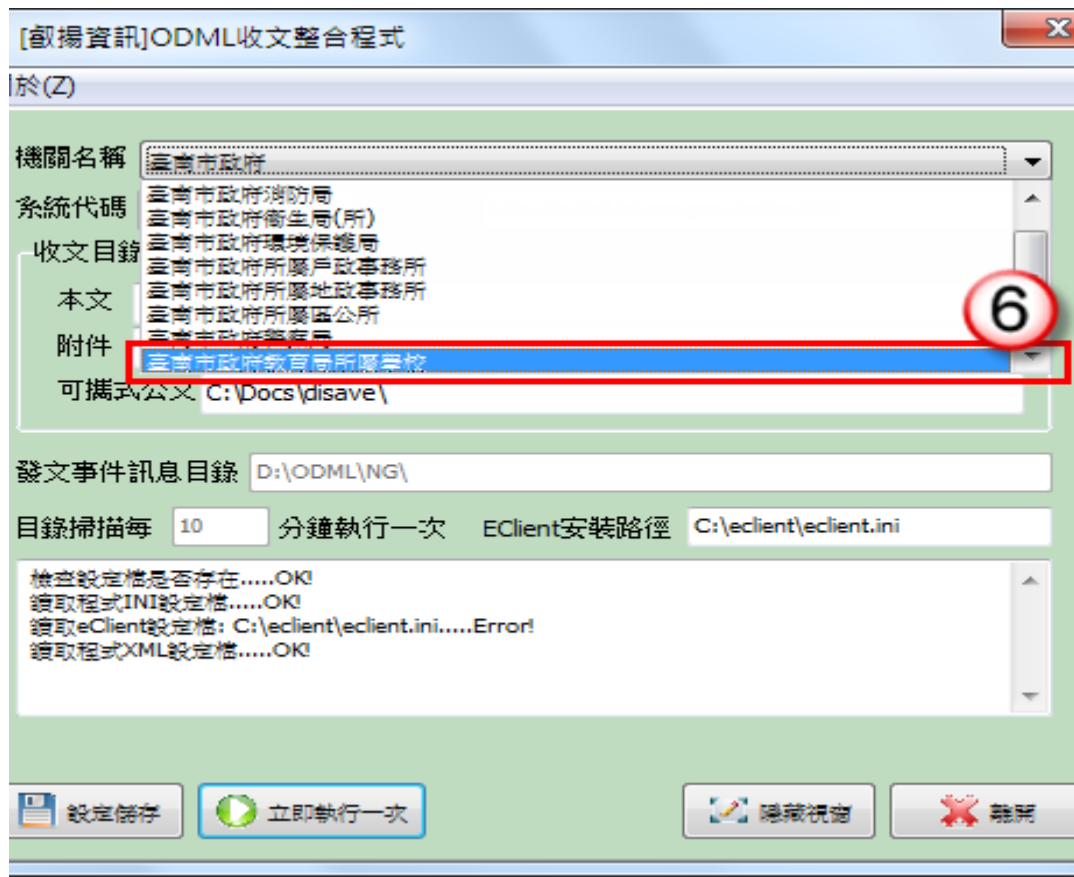 [叡揚資訊]ODML收文整合程式
於(Z)
機關名稱 臺南市政府
臺南市政府消防局
系統代碼
臺南市政府衛生局(所)
臺南市政府環境保護局
收文目錄
臺南市政府所屬戶政事務所
臺南市政府所屬地政事務所
本文
臺南市政府所屬區公所
6
附件
臺南市政府警察局
臺南市政府教育局所屬學校
可攜式公文 C:\Docs\disave\
發文事件訊息目錄 D:\ODML\NG\
目錄掃描每 10 分鐘執行一次 EClient安裝路徑 C:\eclient\eclient.ini
檢查設定檔是否存在.....OK!
讀取程式INI設定檔.....OK!
讀取eClient設定檔: C:\eclient\eclient.ini.....Error!
讀取程式XML設定檔.....OK!
設定儲存 立即執行一次 隱藏視窗 離開